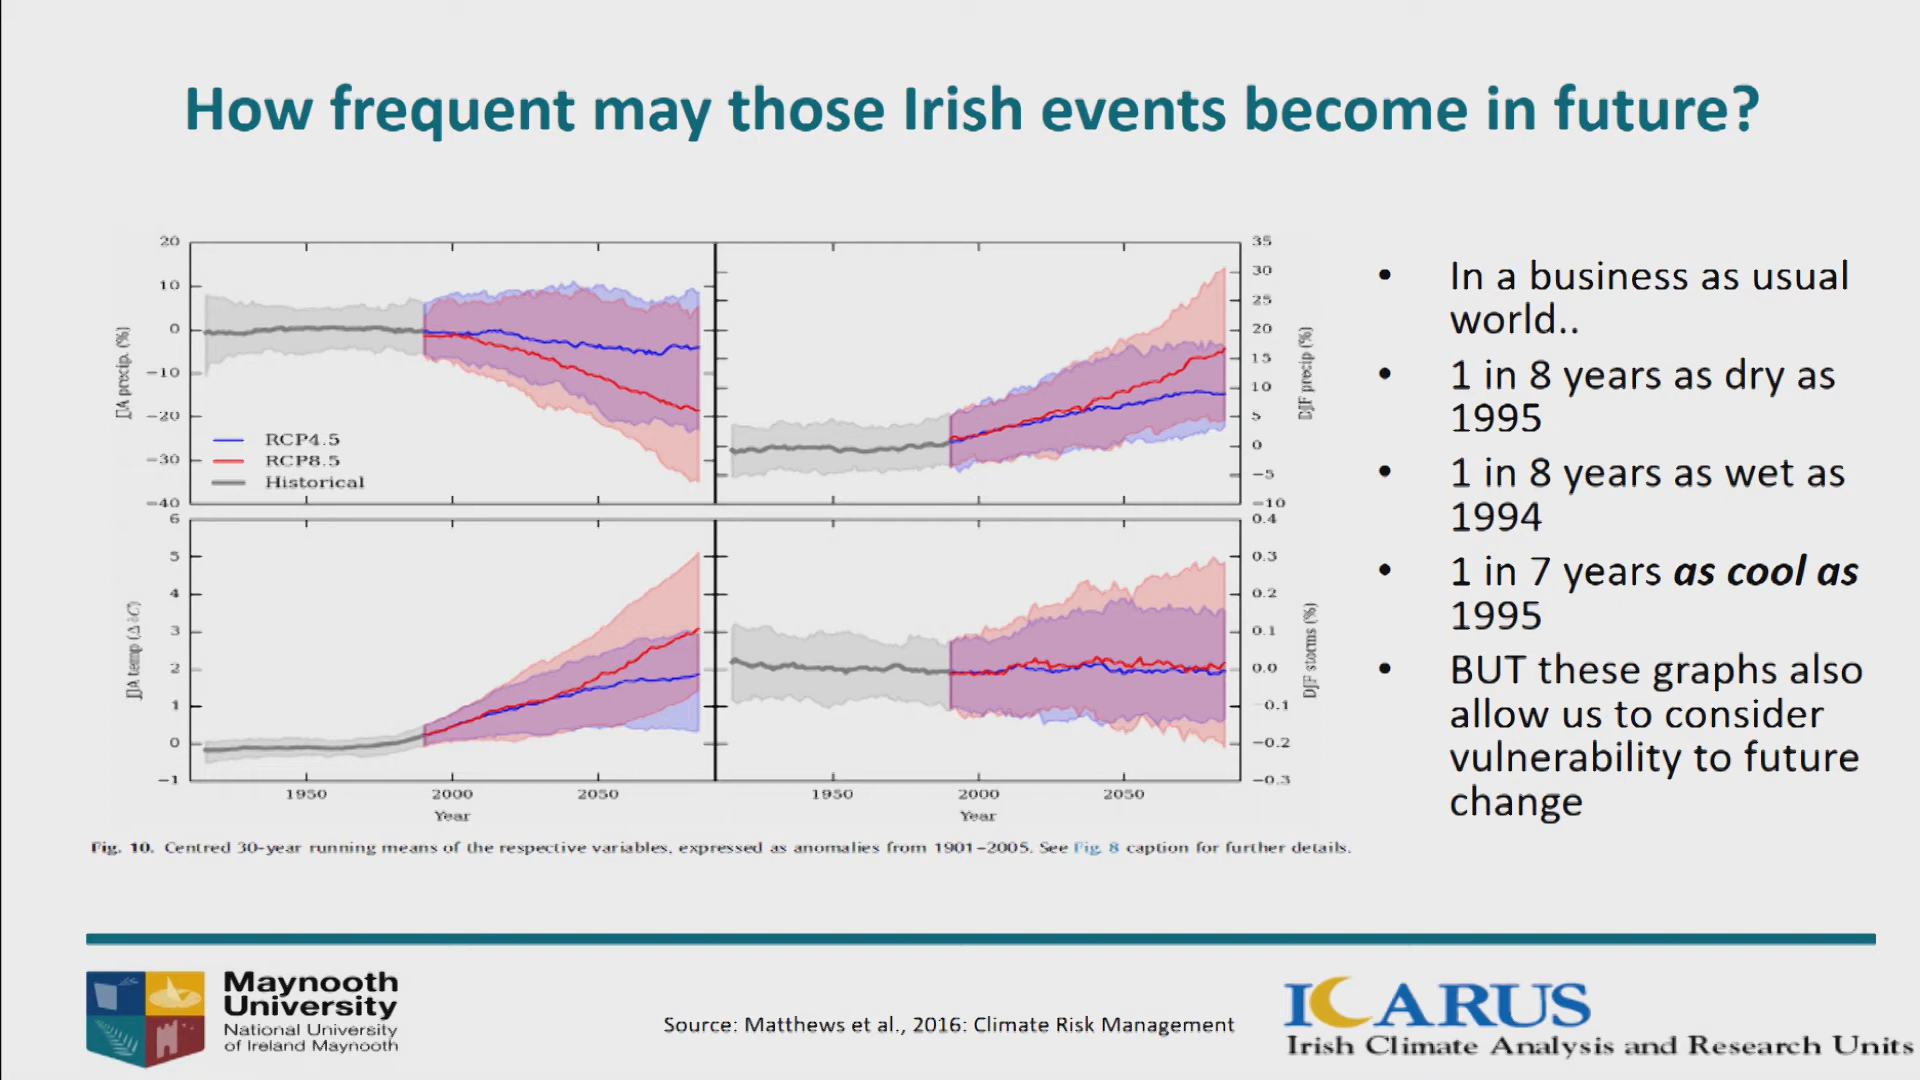 How frequent may those Irish events become in future?
20
10
0
−10
−20
−30
−40
JJA precip. (%)
RCP4.5
RCP8.5
Historical
35
30
25
20
15
10
5
0
−5
−10
DJF precip (%)
6
5
4
3
2
1
0
−1
JJA temp (Δ °C)
0.4
0.3
0.2
0.1
0.0
−0.1
−0.2
−0.3
DJF storms (%)
1950 2000 2050
Year
1950 2000 2050
Year
Fig. 10. Centred 30-year running means of the respective variables, expressed as anomalies from 1901–2005. See Fig. 8 caption for further details.
• In a business as usual
world..
• 1 in 8 years as dry as
1995
• 1 in 8 years as wet as
1994
• 1 in 7 years as cool as
1995
• BUT these graphs also
allow us to consider
vulnerability to future
change
Maynooth
University
National University
of Ireland Maynooth
Source: Matthews et al., 2016: Climate Risk Management
ICARUS
Irish Climate Analysis and Research Units